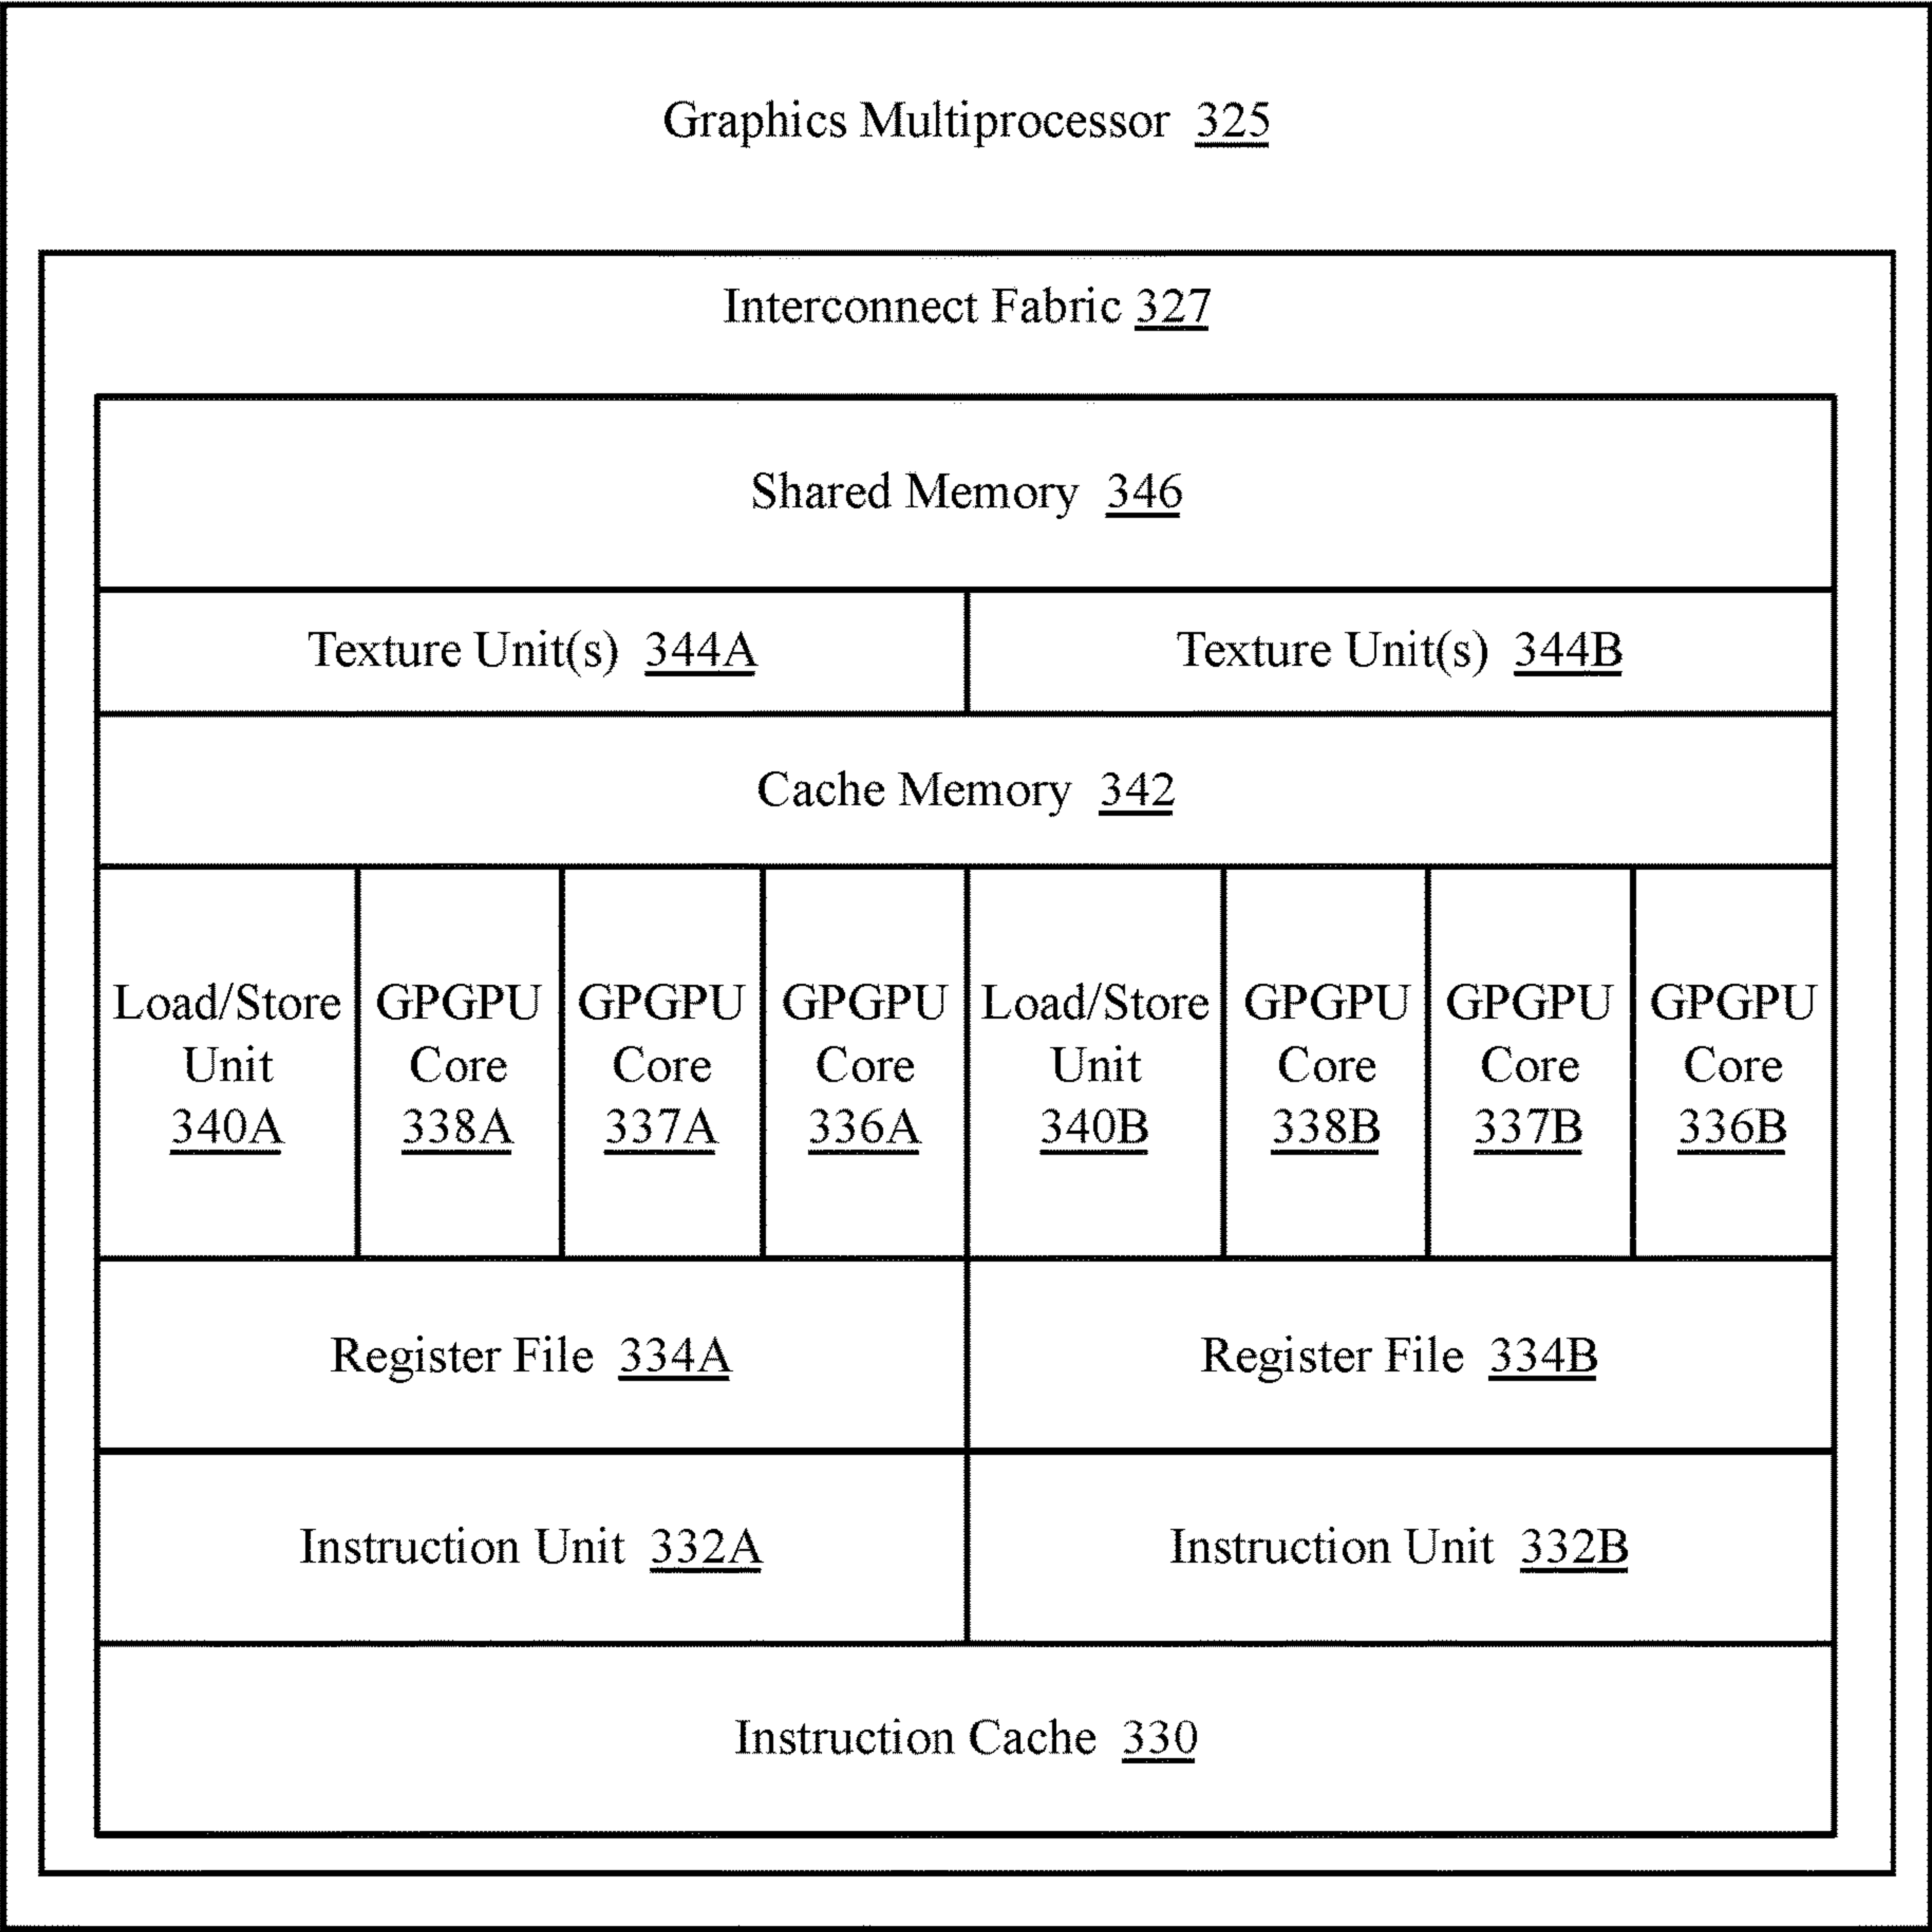 Graphics Multiprocessor 325
Interconnect Fabric 327
Shared Memory 346
Texture Unit(s) 344A
Texture Unit(s) 344B
Cache Memory 342
Load/Store
Unit
340A
GPGPU
Core
338A
GPGPU
Core
337A
GPGPU
Core
336A
Load/Store
Unit
340B
GPGPU
Core
338B
GPGPU
Core
337B
GPGPU
Core
336B
Register File 334A
Register File 334B
Instruction Unit 332A
Instruction Unit 332B
Instruction Cache 330